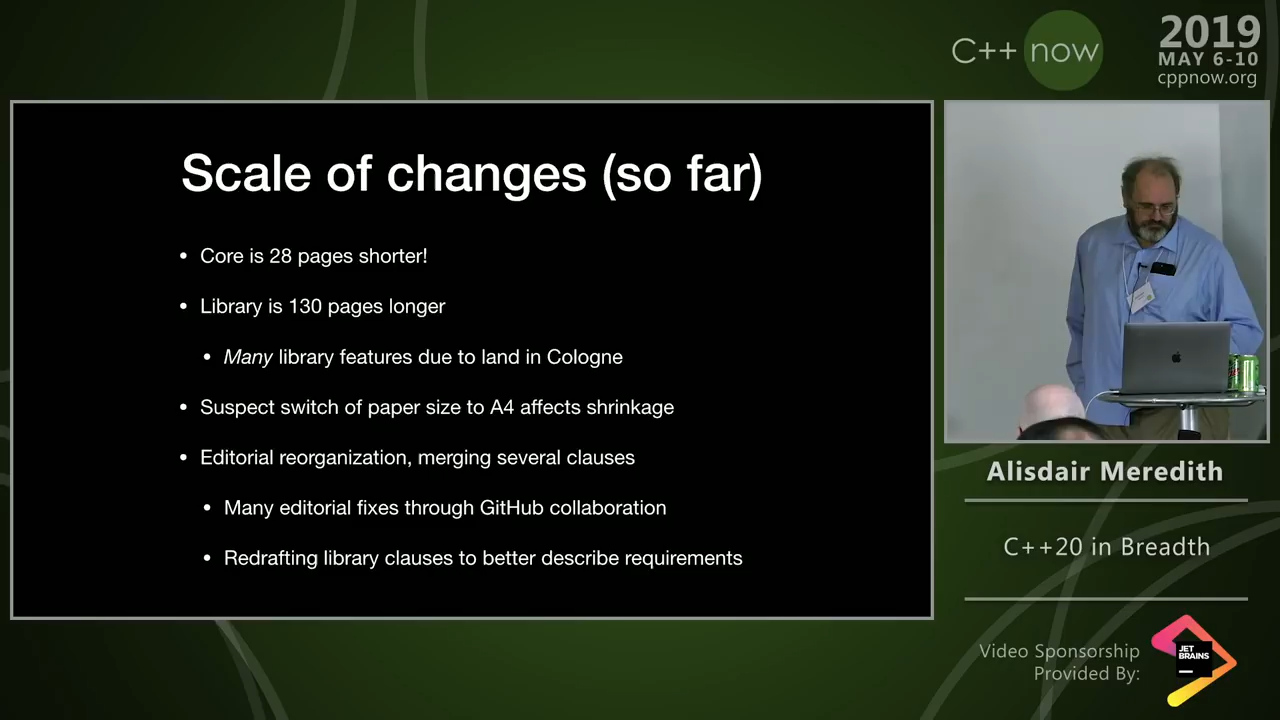 C++ now
2019
MAY 6-10
cppnow.org
Scale of changes (so far)
• Core is 28 pages shorter!
• Library is 130 pages longer
• Many library features due to land in Cologne
• Suspect switch of paper size to A4 affects shrinkage
• Editorial reorganization, merging several clauses
• Many editorial fixes through GitHub collaboration
• Redrafting library clauses to better describe requirements
Alisdair Meredith
C++20 in Breadth
Video Sponsorship
Provided By:
JET
BRAINS